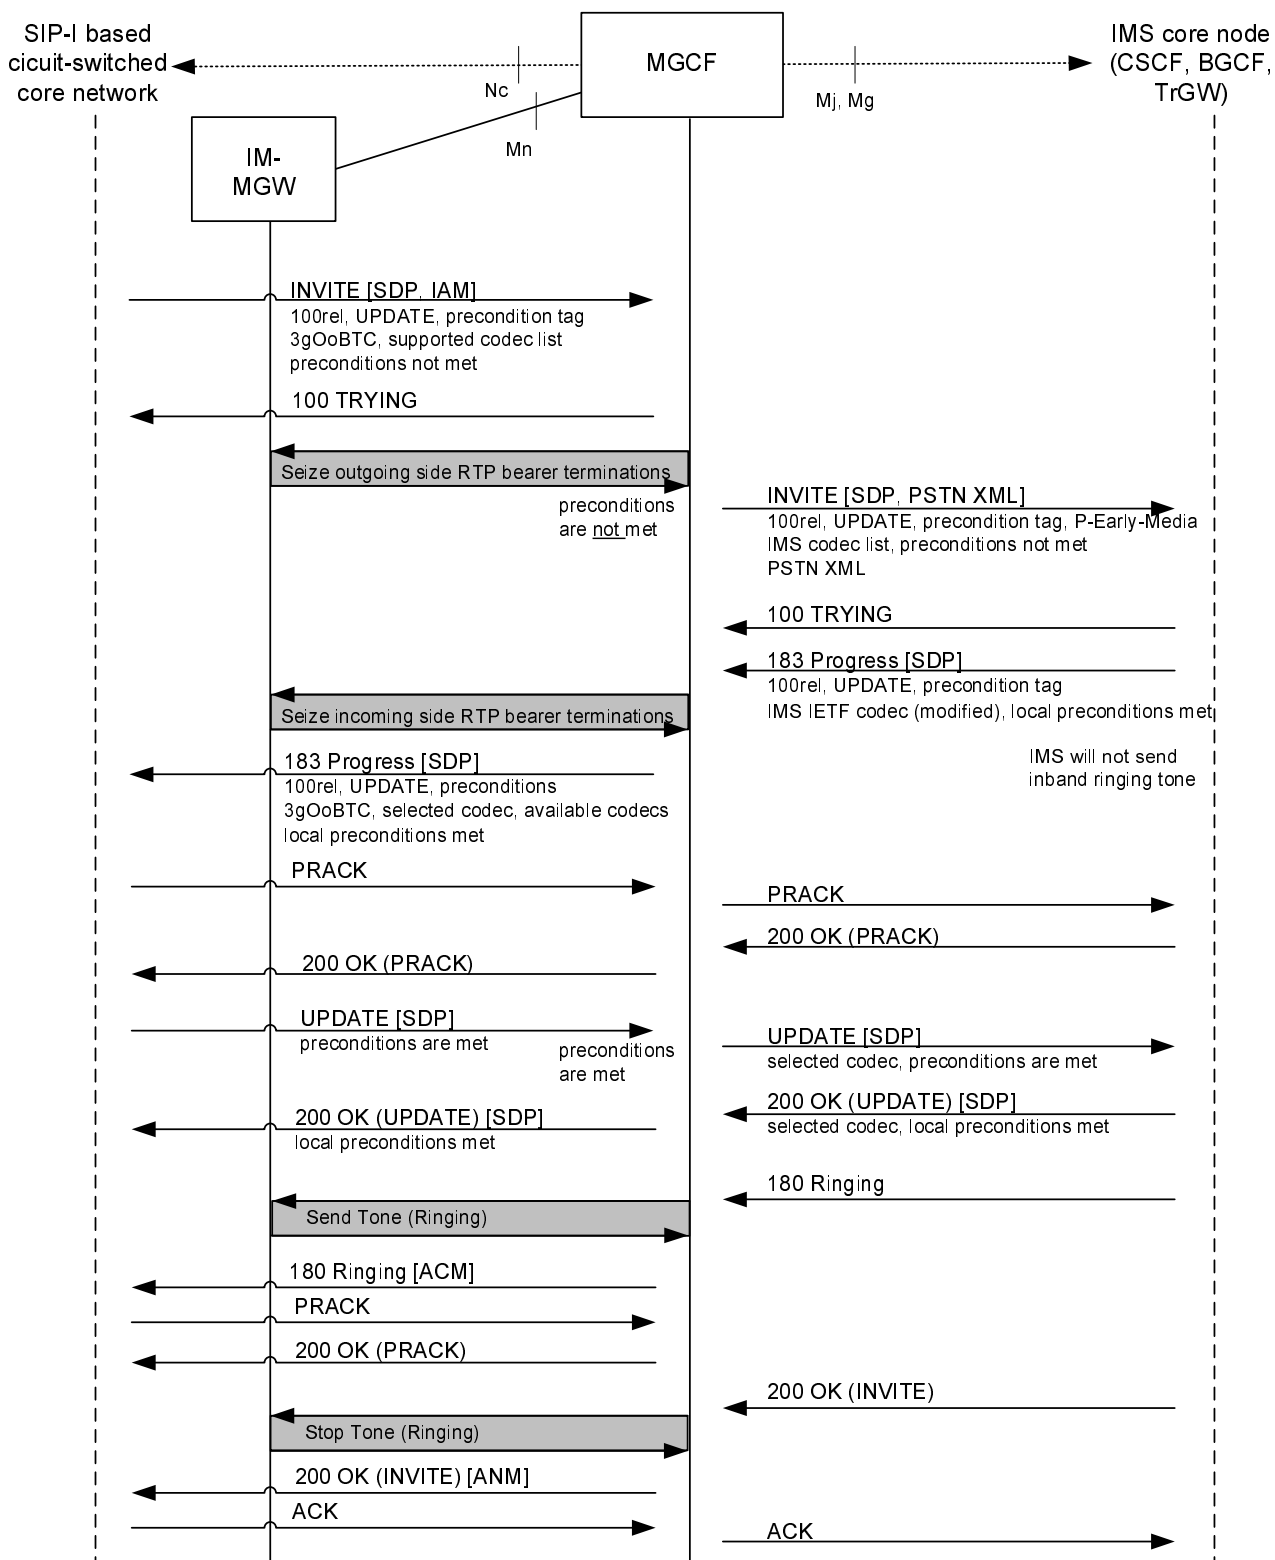 SIP-I based
cicuit-switched
core network
MGCF
IMS core node
(CSCF, BGCF,
TrGW)
Nc
Mj, Mg
Mn
IM-
MGW
INVITE [SDP, IAM]
100rel, UPDATE, precondition tag
3gOoBTC, supported codec list
preconditions not met
100 TRYING
Seize outgoing side RTP bearer terminations
preconditions
are not met
INVITE [SDP, PSTN XML]
100rel, UPDATE, precondition tag, P-Early-Media
IMS codec list, preconditions not met
PSTN XML
100 TRYING
183 Progress [SDP]
100rel, UPDATE, precondition tag
IMS IETF codec (modified), local preconditions met
Seize incoming side RTP bearer terminations
IMS will not send
inband ringing tone
183 Progress [SDP]
100rel, UPDATE, preconditions
3gOoBTC, selected codec, available codecs
local preconditions met
PRACK
PRACK
200 OK (PRACK)
200 OK (PRACK)
UPDATE [SDP]
preconditions are met
preconditions
are met
UPDATE [SDP]
selected codec, preconditions are met
200 OK (UPDATE) [SDP]
selected codec, local preconditions met
200 OK (UPDATE) [SDP]
local preconditions met
180 Ringing
Send Tone (Ringing)
180 Ringing [ACM]
PRACK
200 OK (PRACK)
200 OK (INVITE)
Stop Tone (Ringing)
200 OK (INVITE) [ANM]
ACK
ACK